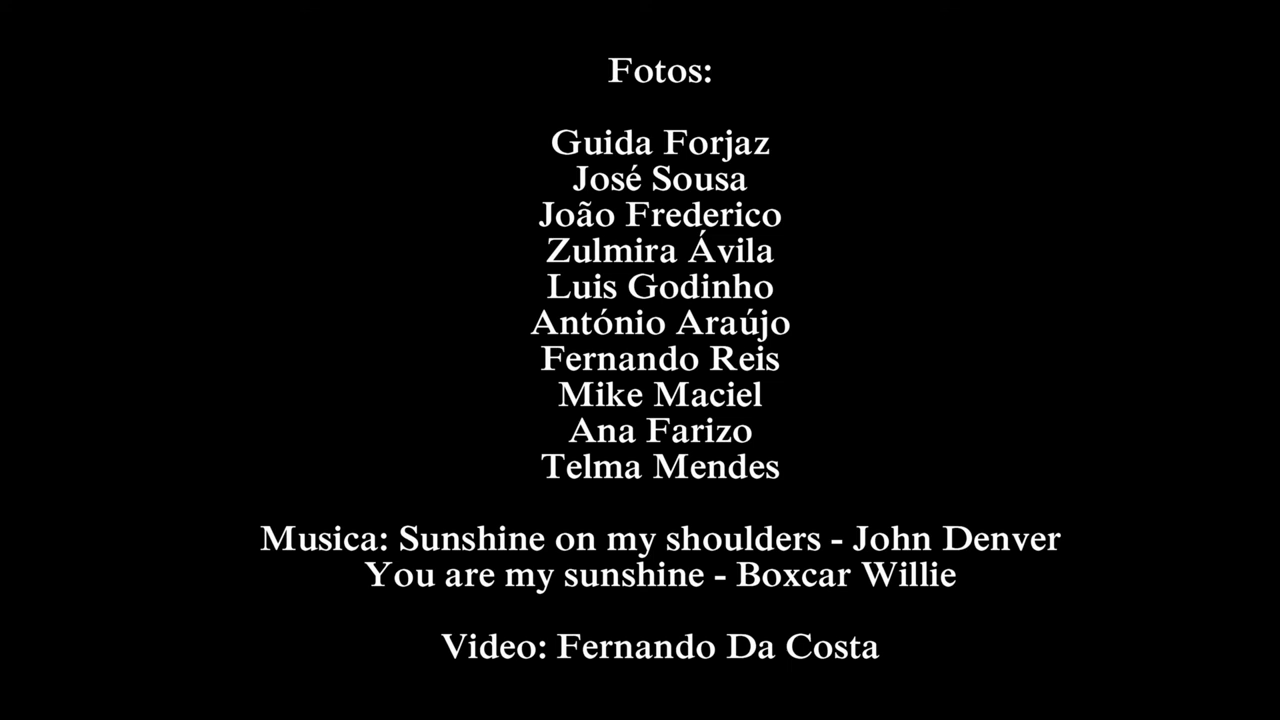 Fotos:
Guida Forjaz
José Sousa
João Frederico
Zulmira Ávila
Luis Godinho
António Araújo
Fernando Reis
Mike Maciel
Ana Farizo
Telma Mendes
Musica: Sunshine on my shoulders - John Denver
You are my sunshine - Boxcar Willie
Video: Fernando Da Costa